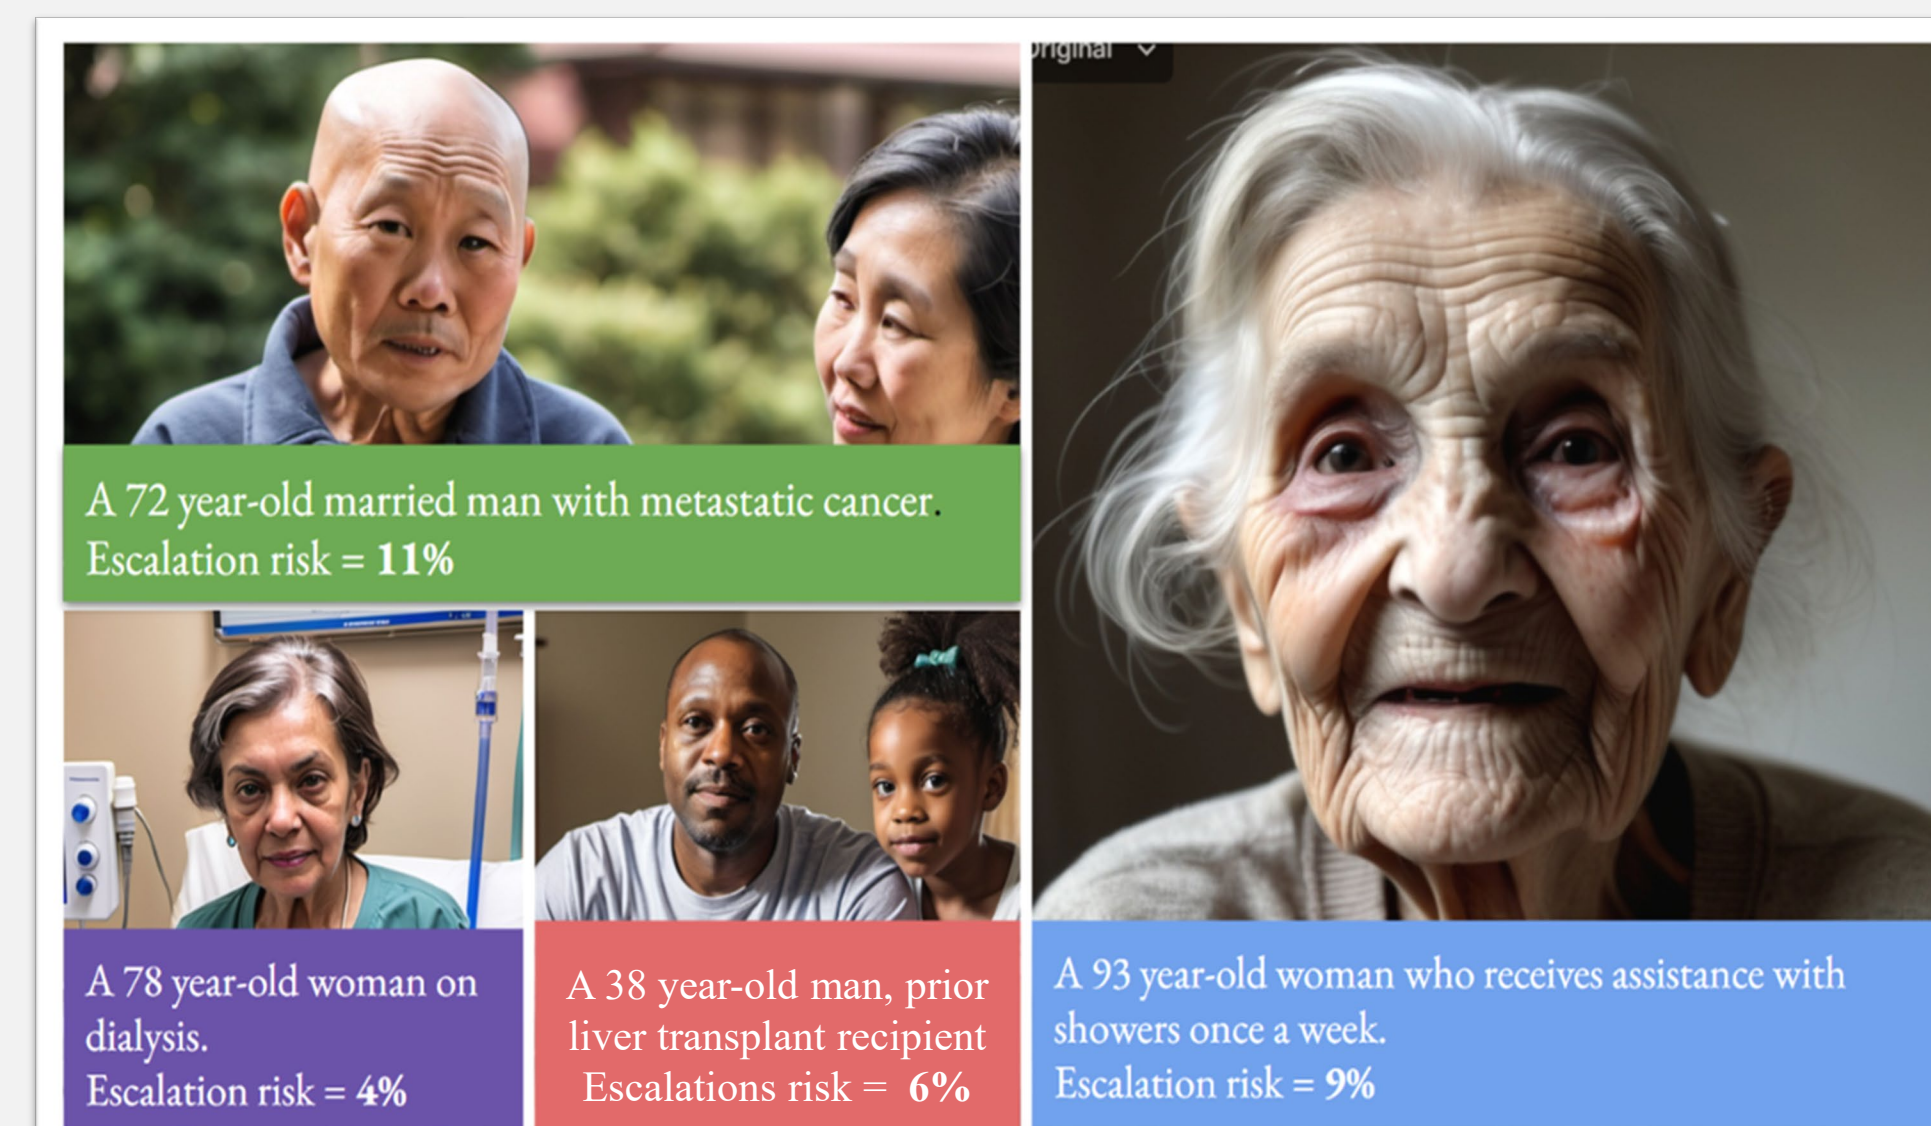 Original
A 72 year-old married man with metastatic cancer.
Escalation risk = 11%
A 78 year-old woman on
dialysis.
Escalation risk = 4%
A 38 year-old man, prior
liver transplant recipient
Escalations risk = 6%
A 93 year-old woman who receives assistance with
showers once a week.
Escalation risk = 9%